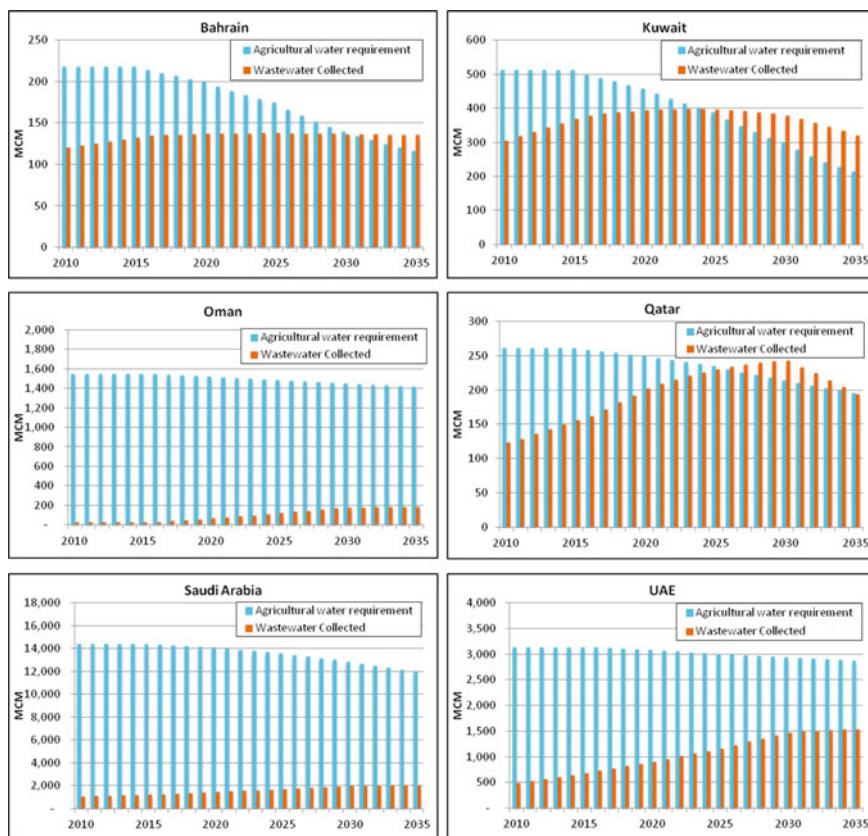 Bahrain
250
200
150
100
50
0
MCM
Agricultural water requirement
Wastewater Collected
2010 2015 2020 2025 2030 2035
Kuwait
600
500
400
300
200
100
0
MCM
Agricultural water requirement
Wastewater Collected
2010 2015 2020 2025 2030 2035
Oman
2,000
1,800
1,600
1,400
1,200
1,000
800
600
400
200
-
MCM
Agricultural water requirement
Wastewater Collected
2010 2015 2020 2025 2030 2035
Qatar
300
250
200
150
100
50
0
MCM
Agricultural water requirement
Wastewater Collected
2010 2015 2020 2025 2030 2035
Saudi Arabia
18,000
16,000
14,000
12,000
10,000
8,000
6,000
4,000
2,000
-
MCM
Agricultural water requirement
Wastewater Collected
2010 2015 2020 2025 2030 2035
UAE
4,000
3,500
3,000
2,500
2,000
1,500
1,000
500
-
MCM
Agricultural water requirement
Wastewater Collected
2010 2015 2020 2025 2030 2035